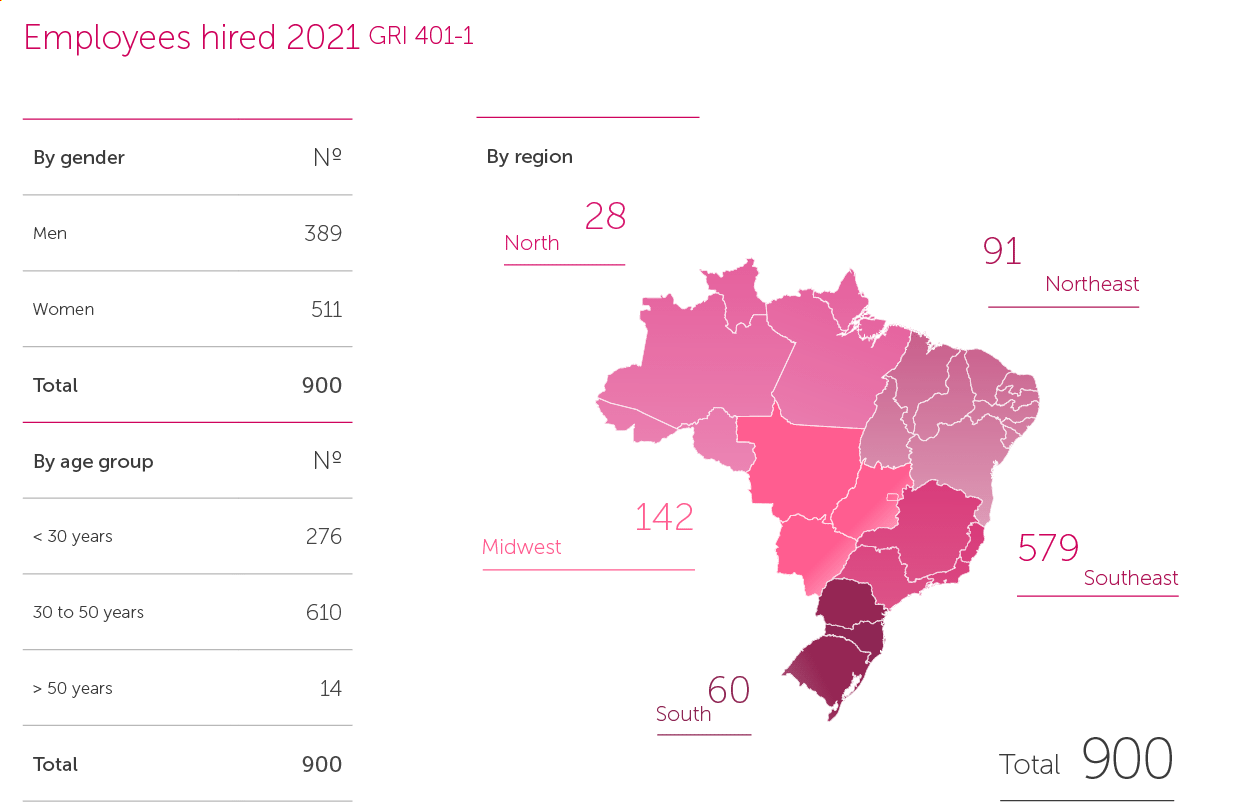 Employees hired 2021 GRI 401-1
By gender Nº
Men 389
Women 511
Total 900
By age group Nº
< 30 years 276
30 to 50 years 610
> 50 years 14
Total 900
By region
28
North
91
Northeast
142
Midwest
579
Southeast
60
South
Total 900